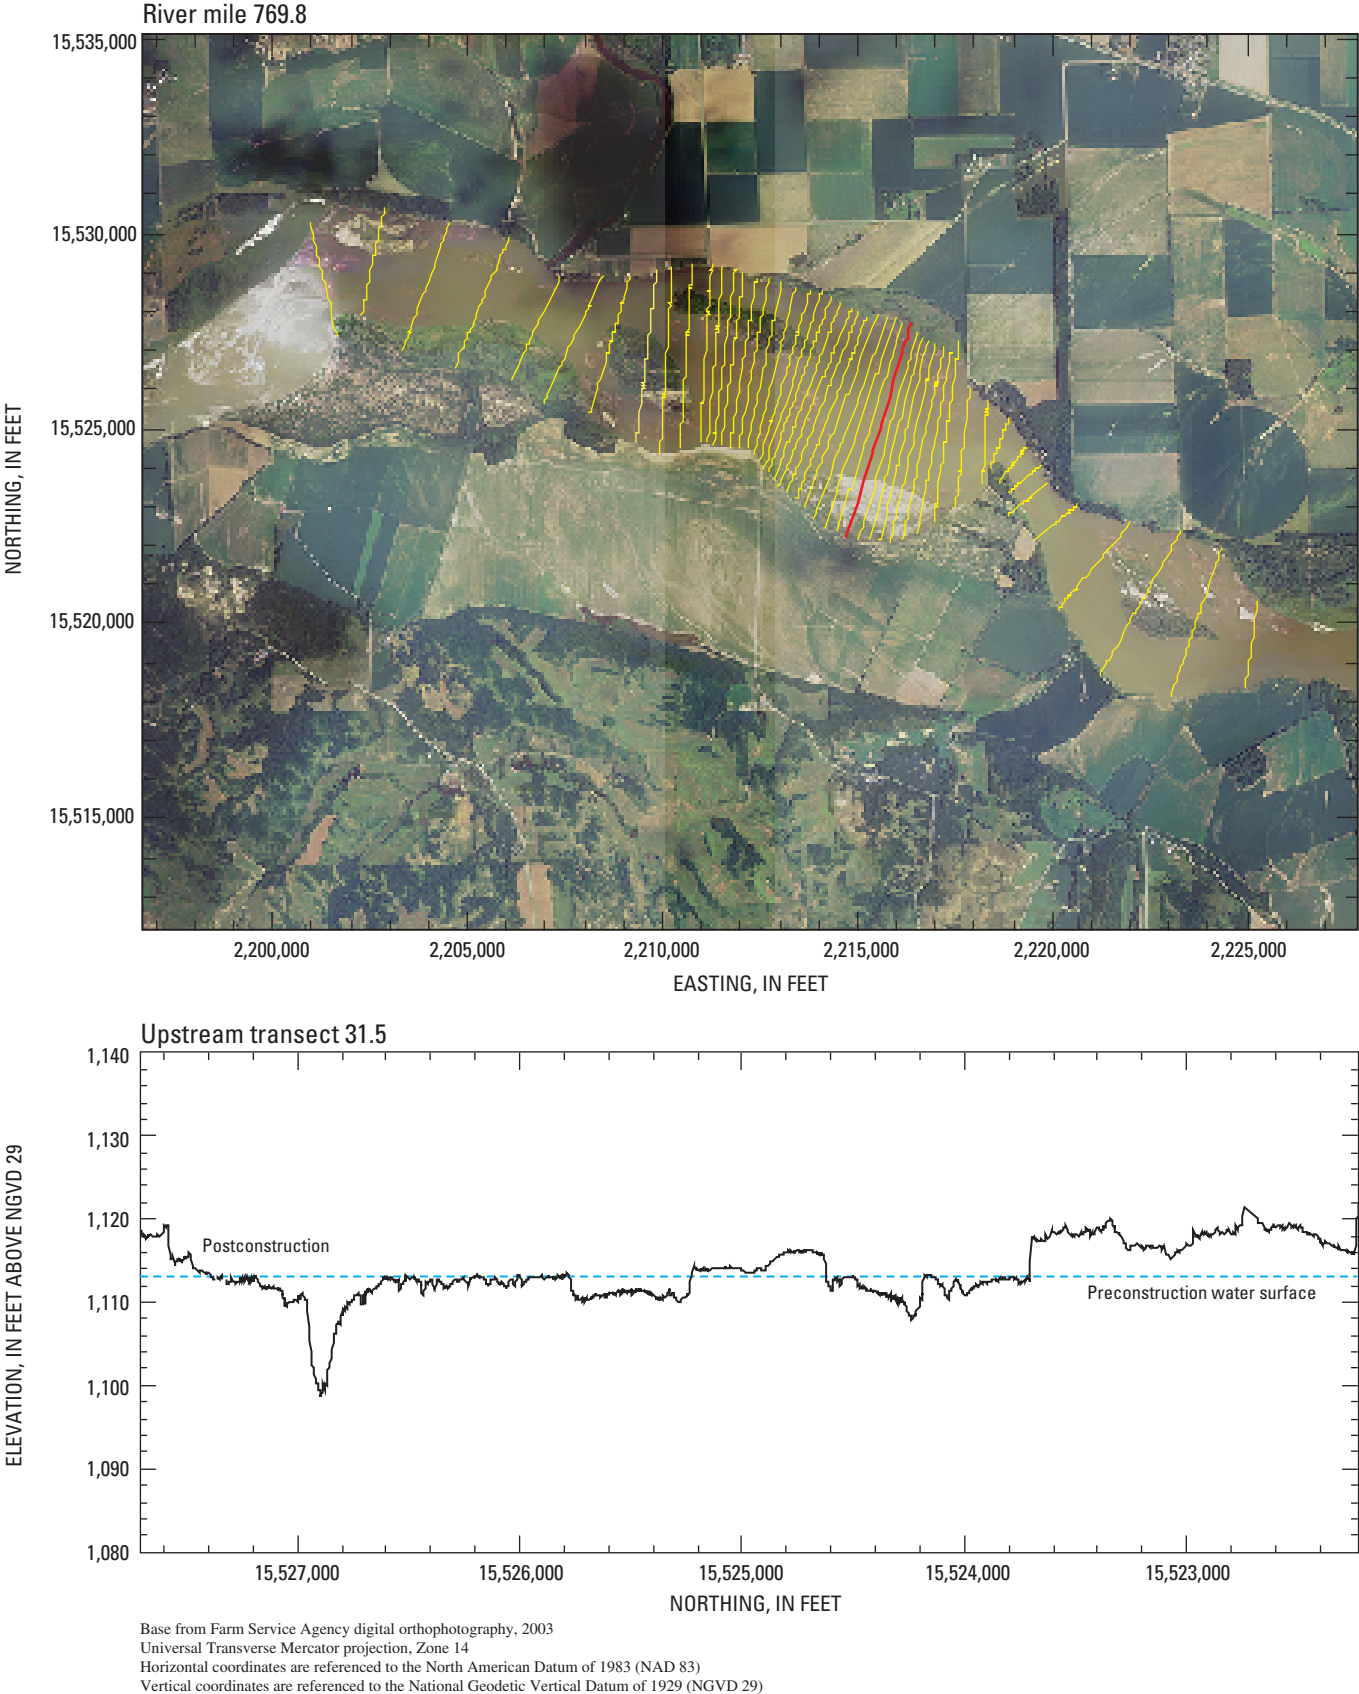 River mile 769.8
15,535,000
15,530,000
15,525,000
15,520,000
15,515,000
NORTHING, IN FEET
2,200,000 2,205,000 2,210,000 2,215,000 2,220,000 2,225,000
EASTING, IN FEET
Upstream transect 31.5
1,140
1,130
1,120
1,110
1,100
1,090
1,080
ELEVATION, IN FEET ABOVE NGVD 29
Postconstruction
Preconstruction water surface
15,527,000 15,526,000 15,525,000 15,524,000 15,523,000
NORTHING, IN FEET
Base from Farm Service Agency digital orthophotography, 2003
Universal Transverse Mercator projection, Zone 14
Horizontal coordinates are referenced to the North American Datum of 1983 (NAD 83)
Vertical coordinates are referenced to the National Geodetic Vertical Datum of 1929 (NGVD 29)